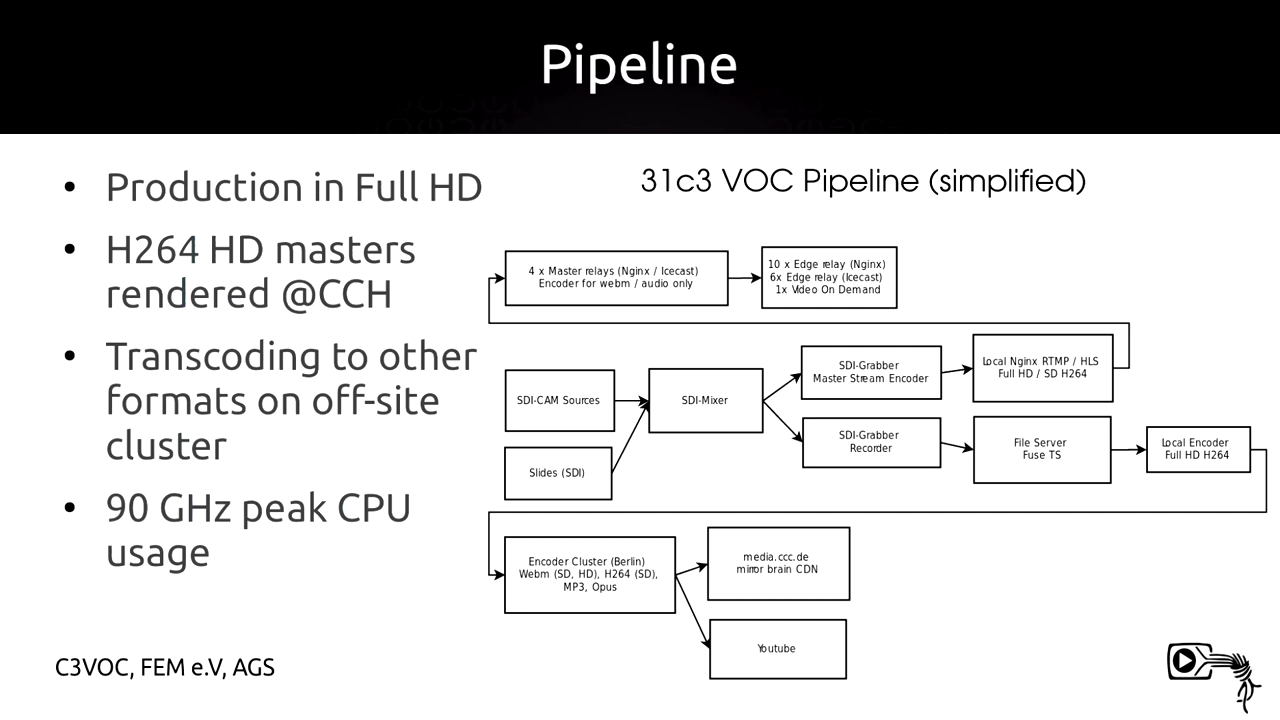 Pipeline
• Production in Full HD
• H264 HD masters
rendered @CCH
• Transcoding to other
formats on off-site
cluster
• 90 GHz peak CPU
usage
31c3 VOC Pipeline (simplified)
4 x Master relays (Nginx / Icecast)
Encoder for webm / audio only
10 x Edge relay (Nginx)
6x Edge relay (Icecast)
1x Video On Demand
SDI-CAM Sources
Slides (SDI)
SDI-Mixer
SDI-Grabber
Master Stream Encoder
Local Nginx RTMP / HLS
Full HD / SD H264
SDI-Grabber
Recorder
File Server
Fuse TS
Local Encoder
Full HD H264
Encoder Cluster (Berlin)
Webm (SD, HD), H264 (SD),
MP3, Opus
media.ccc.de
mirror brain CDN
Youtube
C3VOC, FEM e.V, AGS